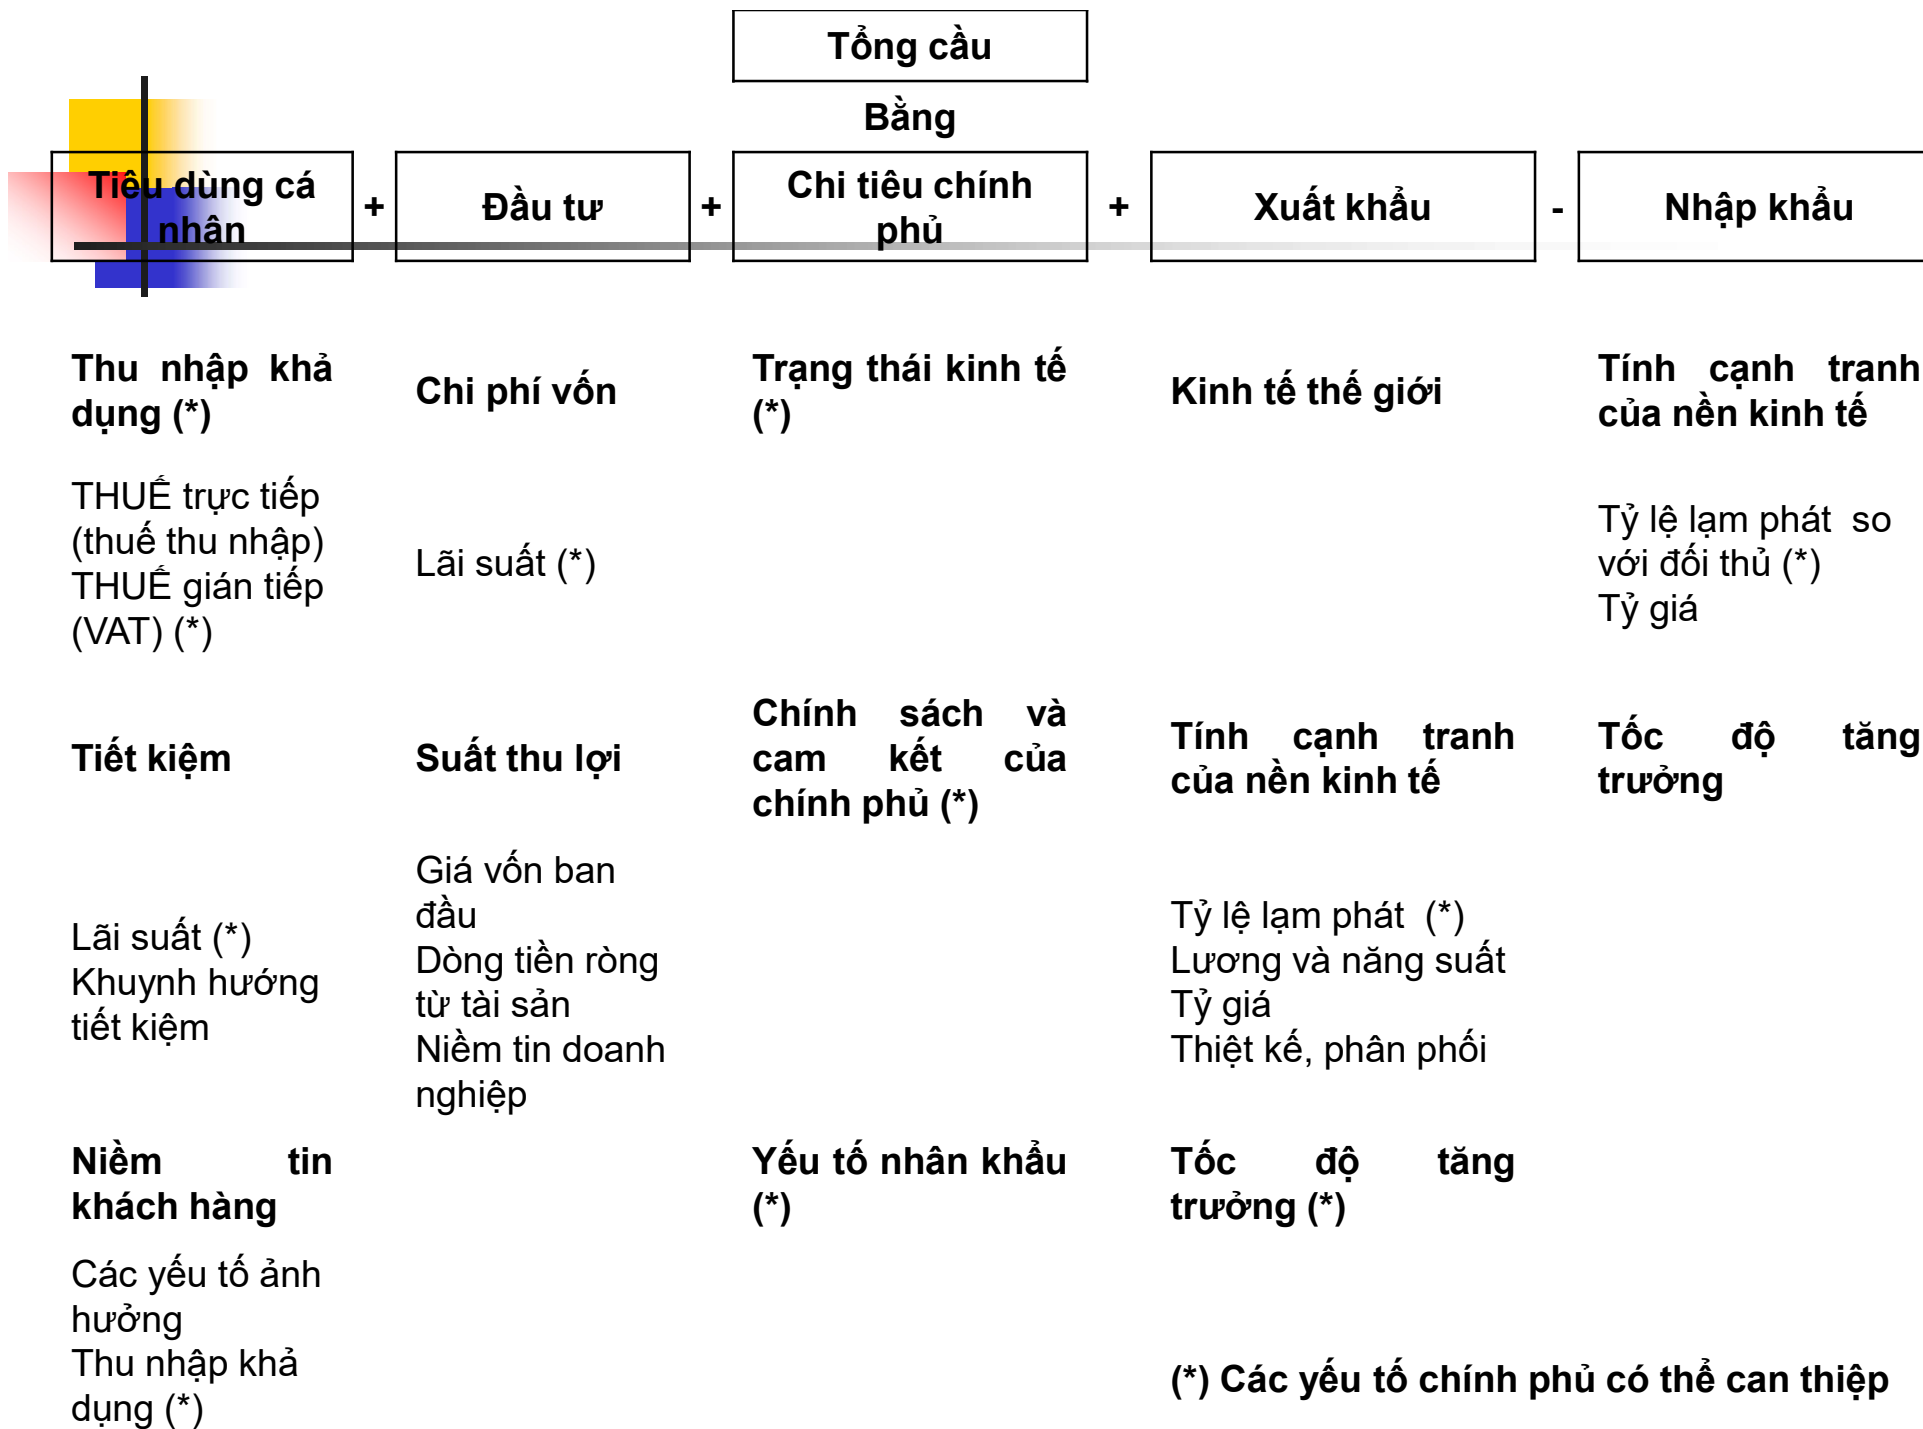 Tổng cầu
Bằng
Tiêu dùng cá
nhân
+
Đầu tư
+
Chi tiêu chính
phủ
+
Xuất khẩu
-
Nhập khẩu
Thu nhập khả
dụng (*)
Chi phí vốn
Trạng thái kinh tế
(*)
Kinh tế thế giới
Tính cạnh tranh
của nền kinh tế
THUẾ trực tiếp
(thuế thu nhập)
THUẾ gián tiếp
(VAT) (*)
Lãi suất (*)
Tỷ lệ lạm phát so
với đối thủ (*)
Tỷ giá
Tiết kiệm
Suất thu lợi
Chính sách và
cam kết của
chính phủ (*)
Tính cạnh tranh
của nền kinh tế
Tốc độ tăng
trưởng
Lãi suất (*)
Khuynh hướng
tiết kiệm
Giá vốn ban
đầu
Dòng tiền ròng
từ tài sản
Niềm tin doanh
nghiệp
Tỷ lệ lạm phát (*)
Lương và năng suất
Tỷ giá
Thiệt kế, phân phối
Niềm tin
khách hàng
Yếu tố nhân khẩu
(*)
Tốc độ tăng
trưởng (*)
Các yếu tố ảnh
hưởng
Thu nhập khả
dụng (*)
(*) Các yếu tố chính phủ có thể can thiệp